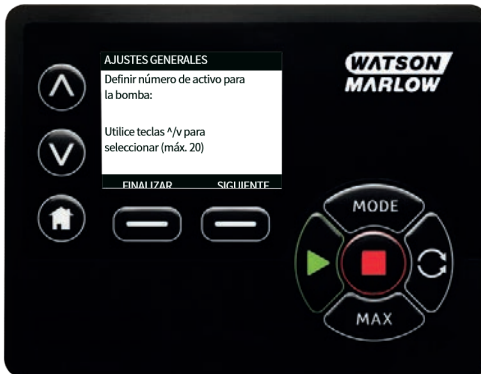 AJUSTES GENERALES
Definir número de activo para
la bomba:
Utilice teclas ^/v para
seleccionar (máx. 20)
FINALIZAR SIGUIENTE
WATSON
MARLOW
MODE
MAX